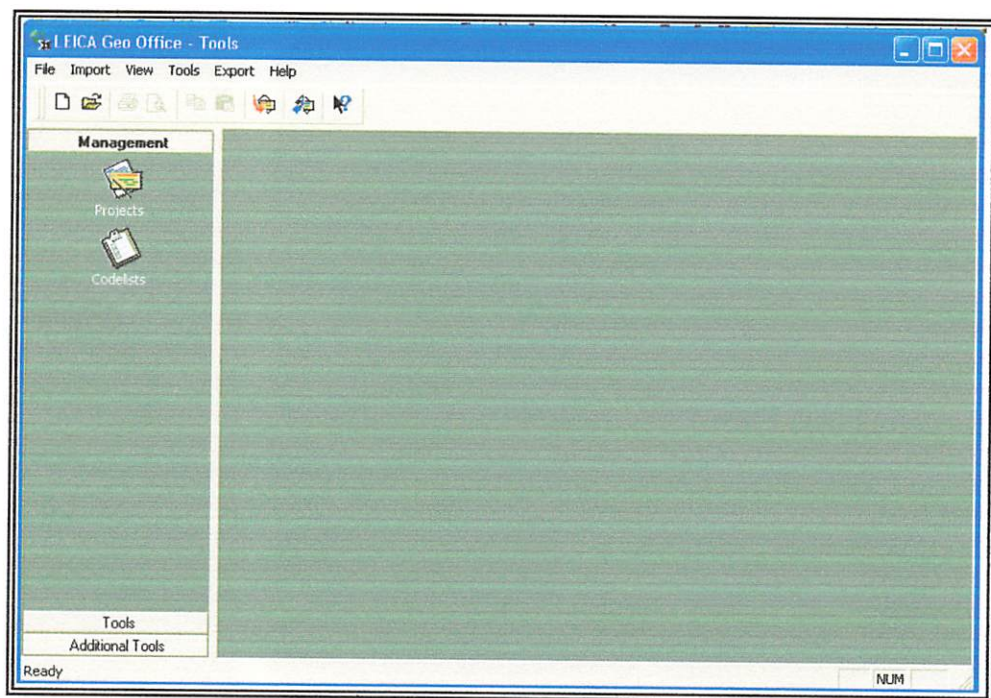 LEICA Geo Office - Tools
File Import View Tools Export Help
Management
Projects
Codelists
Tools
Additional Tools
Ready
NUM